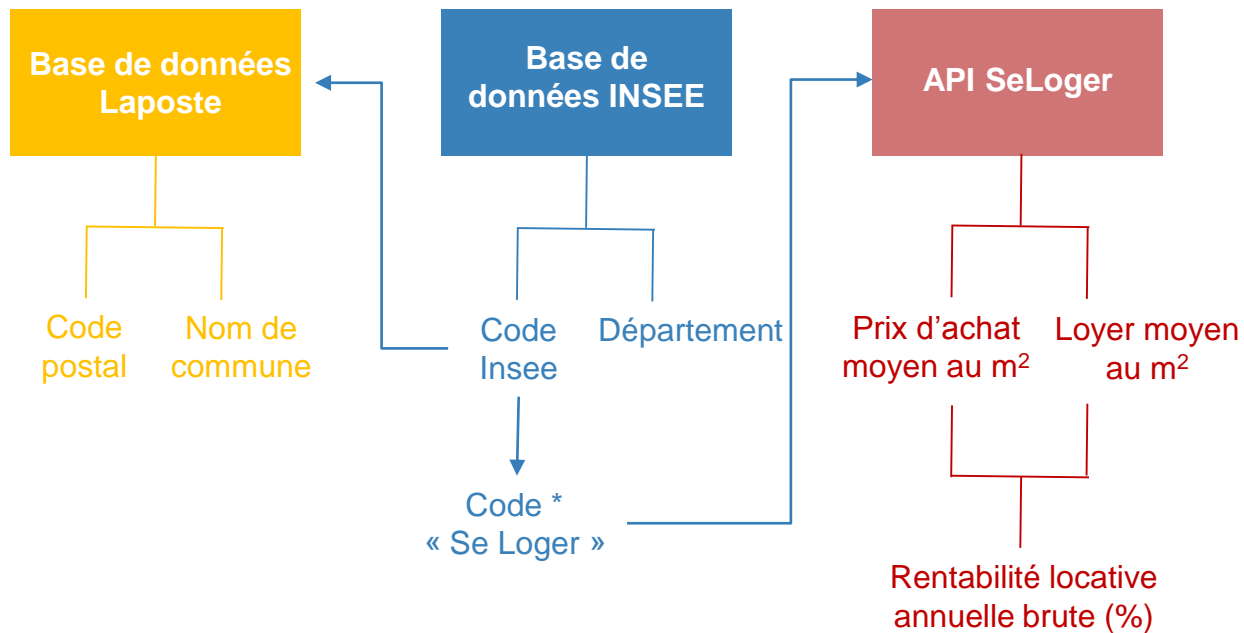 Base de données
Laposte
Base de
données INSEE
API SeLoger
Code
postal
Nom de
commune
Code
Insee
Département
Prix d'achat
moyen au m²
Loyer moyen
au m²
Code *
« Se Loger »
Rentabilité locative
annuelle brute (%)